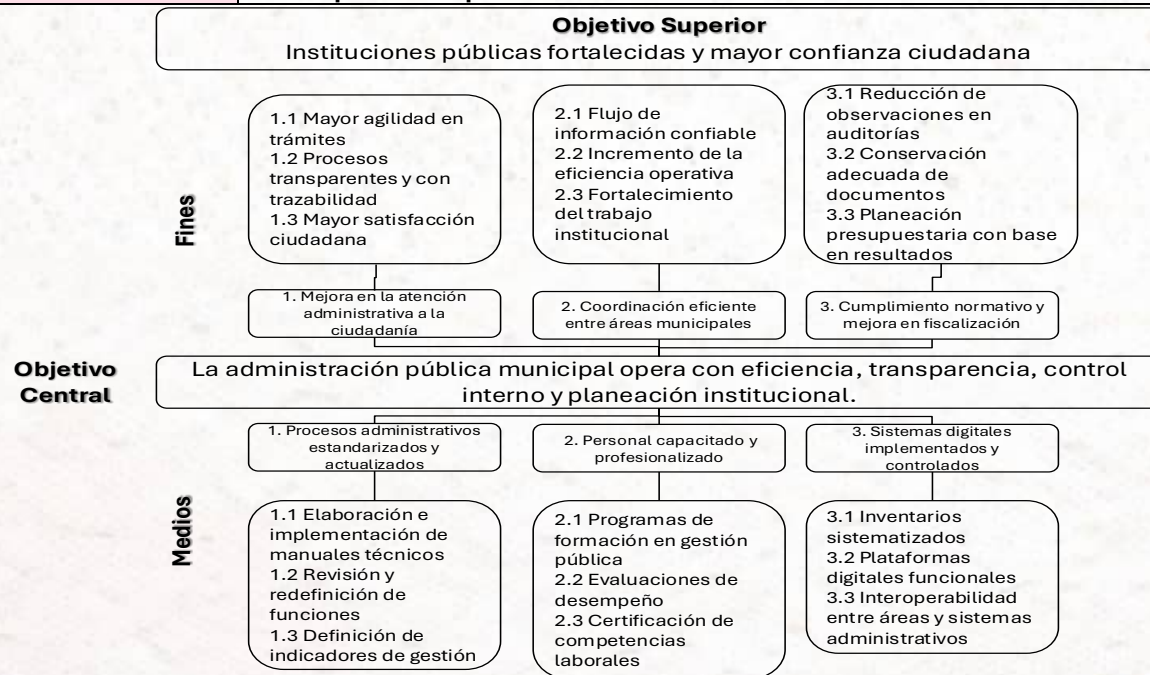 Objetivo Superior
Instituciones públicas fortalecidas y mayor confianza ciudadana
Fines
1.1 Mayor agilidad en
trámites
1.2 Procesos
transparentes y con
trazabilidad
1.3 Mayor satisfacción
ciudadana
2.1 Flujo de
información confiable
2.2 Incremento de la
eficiencia operativa
2.3 Fortalecimiento
del trabajo
institucional
3.1 Reducción de
observaciones en
auditorías
3.2 Conservación
adecuada de
documentos
3.3 Planeación
presupuestaria con base
en resultados
1. Mejora en la atención
administrativa a la
ciudadanía
2. Coordinación eficiente
entre áreas municipales
3. Cumplimiento normativo y
mejora en fiscalización
Objetivo
Central
La administración pública municipal opera con eficiencia, transparencia, control
interno y planeación institucional.
1. Procesos administrativos
estandarizados y
actualizados
2. Personal capacitado y
profesionalizado
3. Sistemas digitales
implementados y
controlados
Medios
1.1 Elaboración e
implementación de
manuales técnicos
1.2 Revisión y
redefinición de
funciones
1.3 Definición de
indicadores de gestión
2.1 Programas de
formación en gestión
pública
2.2 Evaluaciones de
desempeño
2.3 Certificación de
competencias
laborales
3.1 Inventarios
sistematizados
3.2 Plataformas
digitales funcionales
3.3 Interoperabilidad
entre áreas y sistemas
administrativos